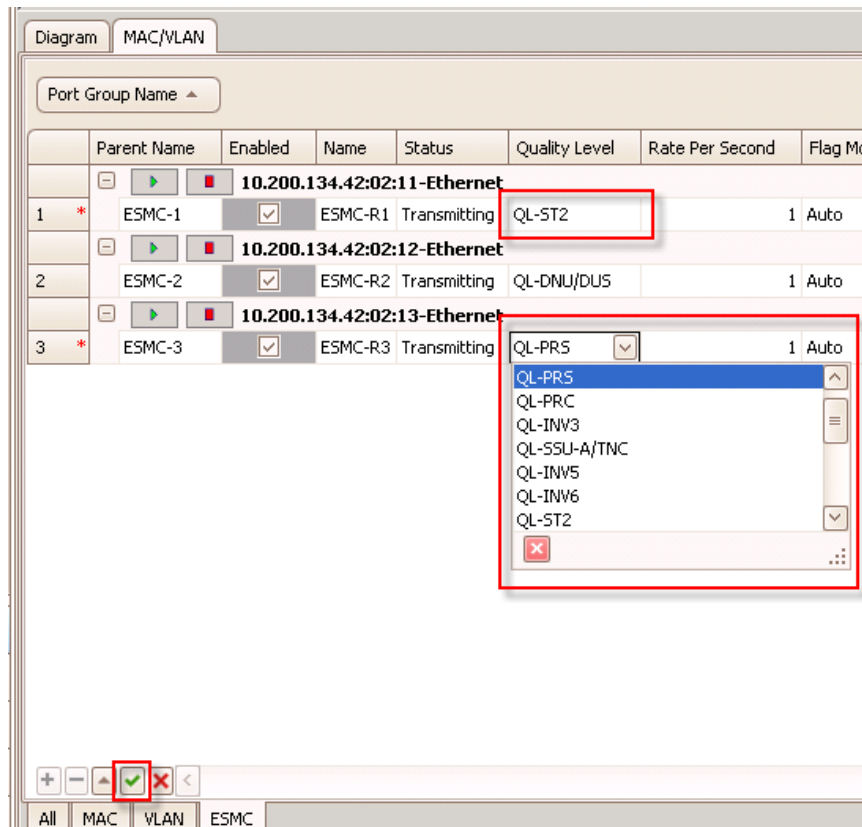 Diagram MAC/VLAN
Port Group Name
Parent Name Enabled Name Status Quality Level Rate Per Second Flag Mo
10.200.134.42:02:11-Ethernet
1 * ESMC-1 ESMC-R1 Transmitting QL-ST2 1 Auto
10.200.134.42:02:12-Ethernet
2 ESMC-2 ESMC-R2 Transmitting QL-DNU/DUS 1 Auto
10.200.134.42:02:13-Ethernet
3 * ESMC-3 ESMC-R3 Transmitting QL-PRS 1 Auto
QL-PRS
QL-PRC
QL-INV3
QL-SSU-A/TNC
QL-INV5
QL-INV6
QL-ST2
All MAC VLAN ESMC